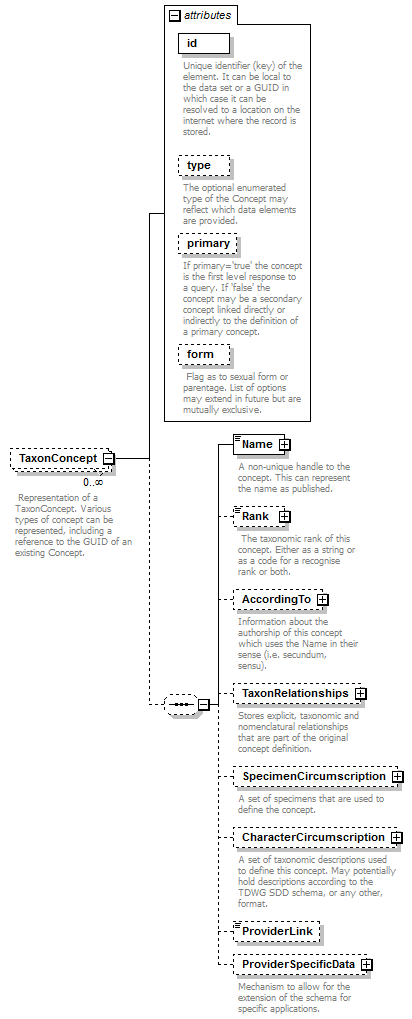 attributes
id
Unique identifier (key) of the
element. It can be local to
the data set or a GUID in
which case it can be
resolved to a location on the
internet where the record is
stored.
type
The optional enumerated
type of the Concept may
reflect which data elements
are provided.
primary
If primary='true' the concept
is the first level response to
a query. If 'false' the
concept may be a secondary
concept linked directly or
indirectly to the definition of
a primary concept.
form
Flag as to sexual form or
parentage. List of options
may extend in future but are
mutually exclusive.
TaxonConcept
0..∞
Representation of a
TaxonConcept. Various
types of concept can be
represented, including a
reference to the GUID of an
existing Concept.
Name
A non-unique handle to the
concept. This can represent
the name as published.
Rank
The taxonomic rank of this
concept. Either as a string or
as a code for a recognise
rank or both.
AccordingTo
Information about the
authorship of this concept
which uses the Name in their
sense (i.e. secundum,
sensu).
TaxonRelationships
Stores explicit, taxonomic and
nomenclatural relationships
that are part of the original
concept definition.
SpecimenCircumscription
A set of specimens that are used to
define the concept.
CharacterCircumscription
A set of taxonomic descriptions used
to define this concept. May potentially
hold descriptions according to the
TDWG SDD schema, or any other,
format.
ProviderLink
ProviderSpecificData
Mechanism to allow for the
extension of the schema for
specific applications.